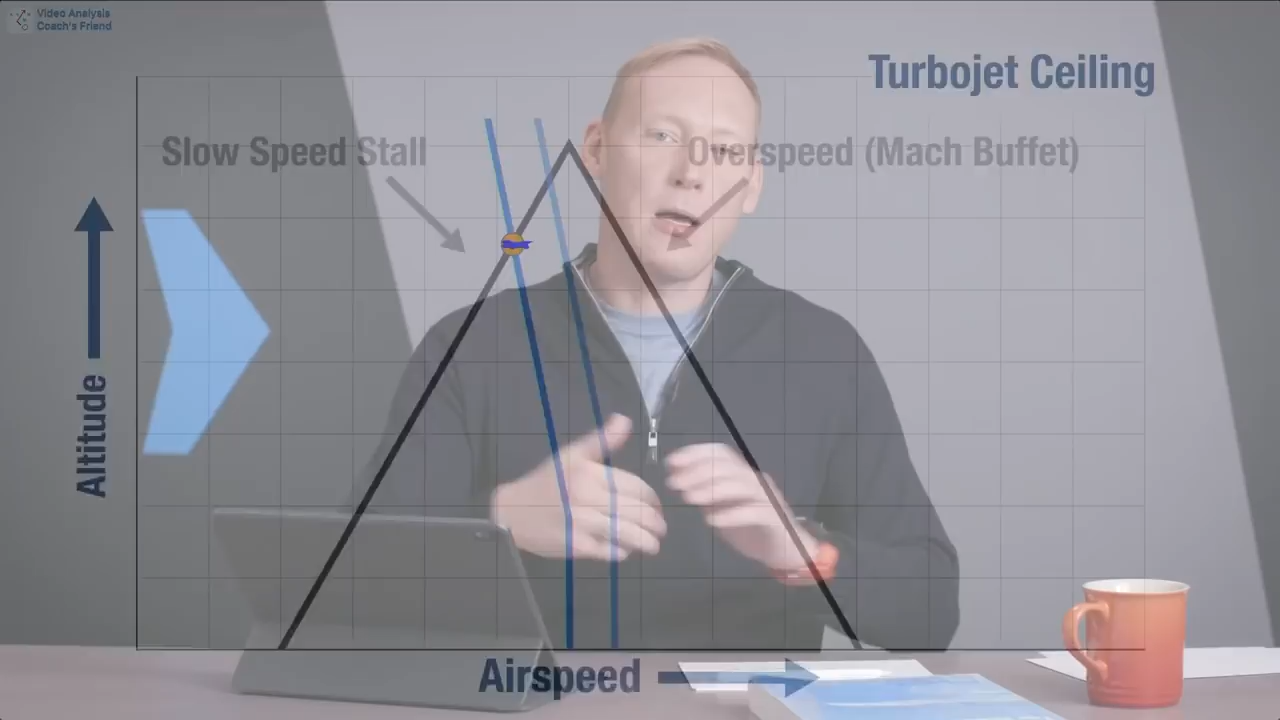 Video Analysis
Coach's Friend
Turbojet Ceiling
Slow Speed Stall
Overspeed (Mach Buffet)
Altitude
Airspeed